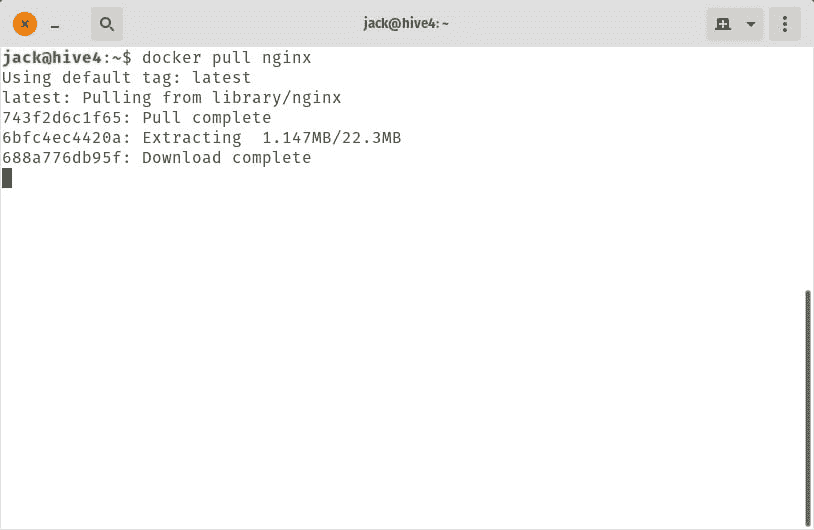 jack@hive4: ~
jack@hive4:~$ docker pull nginx
Using default tag: latest
latest: Pulling from library/nginx
743f2d6c1f65: Pull complete
6bfc4ec4420a: Extracting  1.147MB/22.3MB
688a776db95f: Download complete